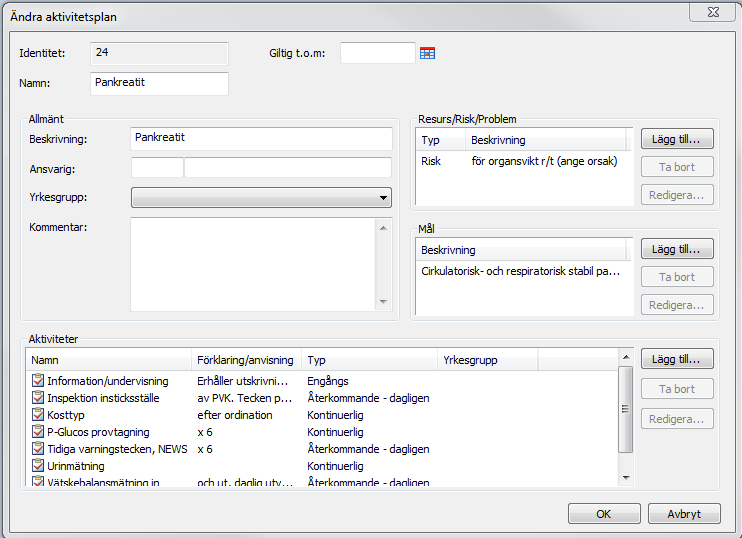 Ändra aktivitetsplan
Identitet: 24 Giltig t.o.m:
Namn: Pankreatit
Allmänt
Beskrivning: Pankreatit
Ansvarig:
Yrkesgrupp:
Kommentar:
Resurs/Risk/Problem
Typ Beskrivning
Risk för organsvikt r/t (ange orsak)
Lägg till...
Ta bort
Redigera...
Mål
Beskrivning
Cirkulatorisk- och respiratorisk stabil pa...
Lägg till...
Ta bort
Redigera...
Aktiviteter
Namn Förklaring/anvisning Typ Yrkesgrupp
Information/undervisning Erhåller utskrivni... Engångs
Inspektion insticksställe av PVK. Tecken p... Återkommande - dagligen
Kosttyp efter ordination Kontinuerlig
P-Glucos provtagning x 6 Kontinuerlig
Tidiga varningstecken, NEWS x 6 Återkommande - dagligen
Urinmätning Kontinuerlig
Vätskebalansmätning in och ut, daglig utv... Återkommande - dagligen
Lägg till...
Ta bort
Redigera...
OK Avbryt